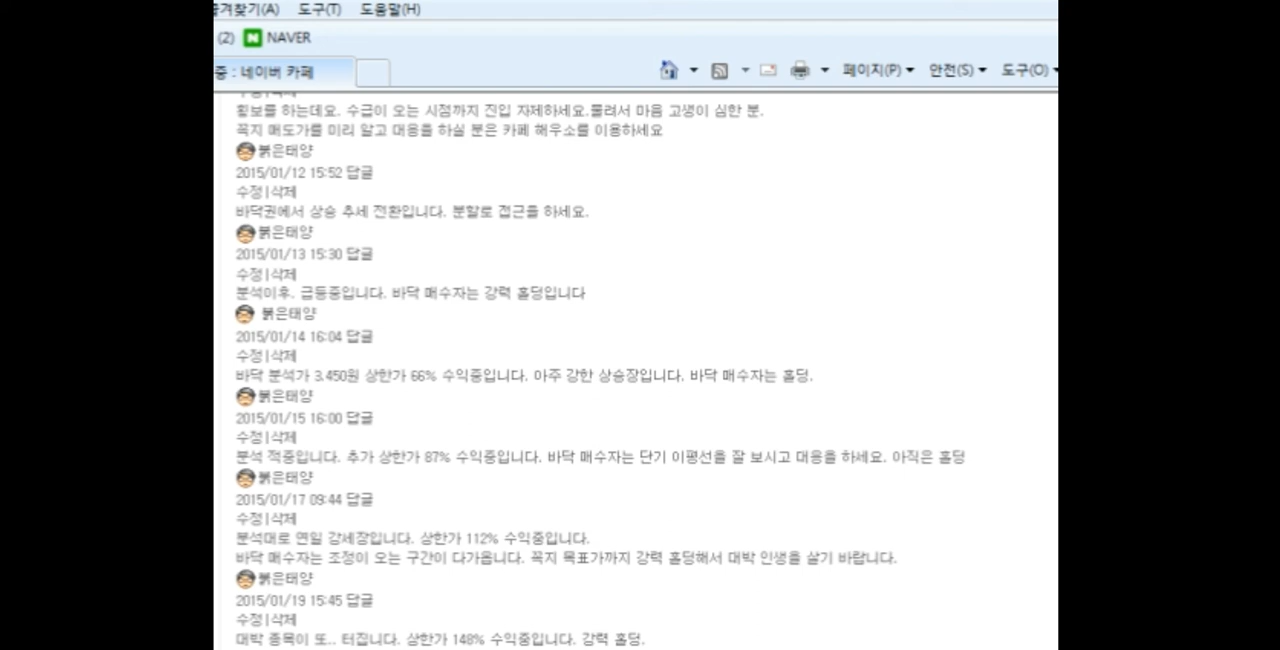 즐겨찾기(A) 도구(T) 도움말(H)
(2) NAVER
중 : 네이버 카페
페이지(P) 안전(S) 도구(O)
수정|삭제
횡보를 하는데요. 수급이 오는 시점까지 진입 자제하세요.물려서 마음 고생이 심한 분.
꼭지 매도가를 미리 알고 대응을 하실 분은 카페 해우소를 이용하세요
붉은태양
2015/01/12 15:52 답글
수정|삭제
바닥권에서 상승 추세 전환입니다. 분할로 접근을 하세요.
붉은태양
2015/01/13 15:30 답글
수정|삭제
분석이후. 급등중입니다. 바닥 매수자는 강력 홀딩입니다
붉은태양
2015/01/14 16:04 답글
수정|삭제
바닥 분석가 3.450원 상한가 66% 수익중입니다. 아주 강한 상승장입니다. 바닥 매수자는 홀딩.
붉은태양
2015/01/15 16:00 답글
수정|삭제
분석 적중입니다. 추가 상한가 87% 수익중입니다. 바닥 매수자는 단기 이평선을 잘 보시고 대응을 하세요. 아직은 홀딩
붉은태양
2015/01/17 09:44 답글
수정|삭제
분석대로 연일 강세장입니다. 상한가 112% 수익중입니다.
바닥 매수자는 조정이 오는 구간이 다가옵니다. 꼭지 목표가까지 강력 홀딩해서 대박 인생을 살기 바랍니다.
붉은태양
2015/01/19 15:45 답글
수정|삭제
대박 종목이 또.. 터집니다. 상한가 148% 수익중입니다. 강력 홀딩.